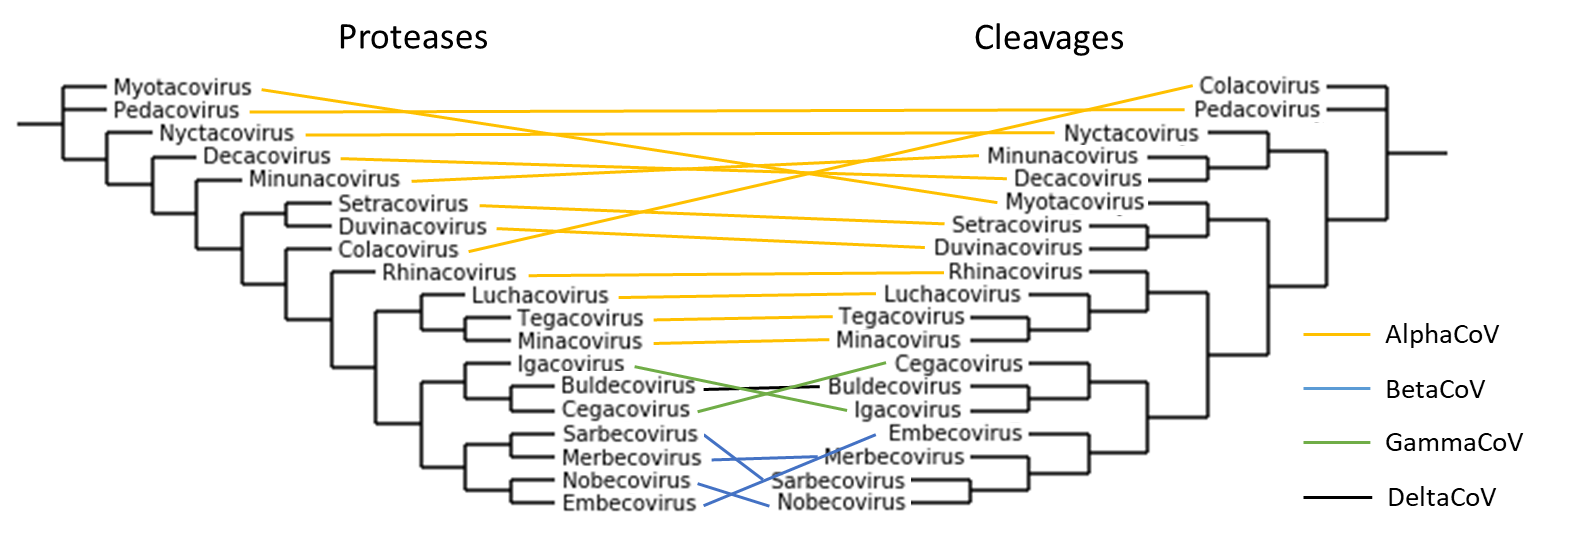 Proteases
Cleavages
Myotacovirus
Pedacovirus
Nyctacovirus
Decacovirus
Minunacovirus
Setracovirus
Duvinacovirus
Colacovirus
Rhinacovirus
Luchacovirus
Tegacovirus
Minacovirus
Igacovirus
Buldecovirus
Cegacovirus
Sarbecovirus
Merbecovirus
Nobecovirus
Embecovirus
Colacovirus
Pedacovirus
Nyctacovirus
Minunacovirus
Decacovirus
Myotacovirus
Setracovirus
Duvinacovirus
Rhinacovirus
Luchacovirus
Tegacovirus
Minacovirus
Cegacovirus
Buldecovirus
Igacovirus
Embecovirus
Merbecovirus
Sarbecovirus
Nobecovirus
AlphaCoV
BetaCoV
GammaCoV
DeltaCoV